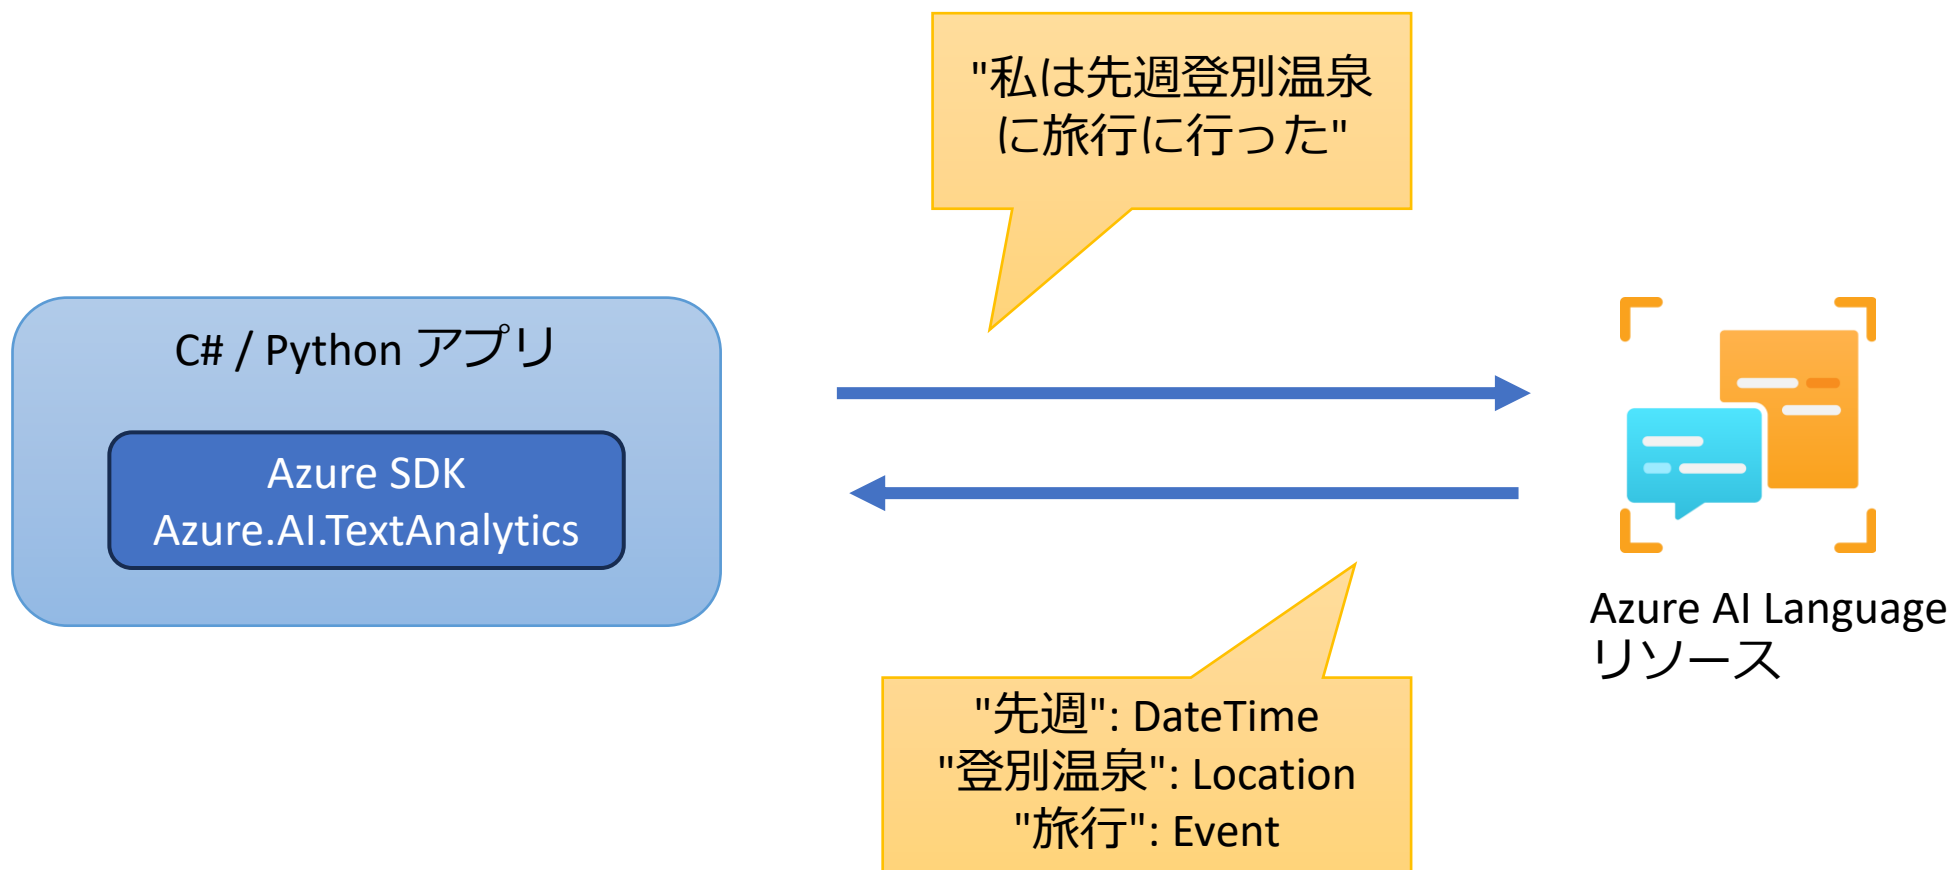 "私は先週登別温泉
に旅行に行った"
C# / Python アプリ
Azure SDK
Azure.AI.TextAnalytics
Azure AI Language
リソース
"先週": DateTime
"登別温泉": Location
"旅行": Event